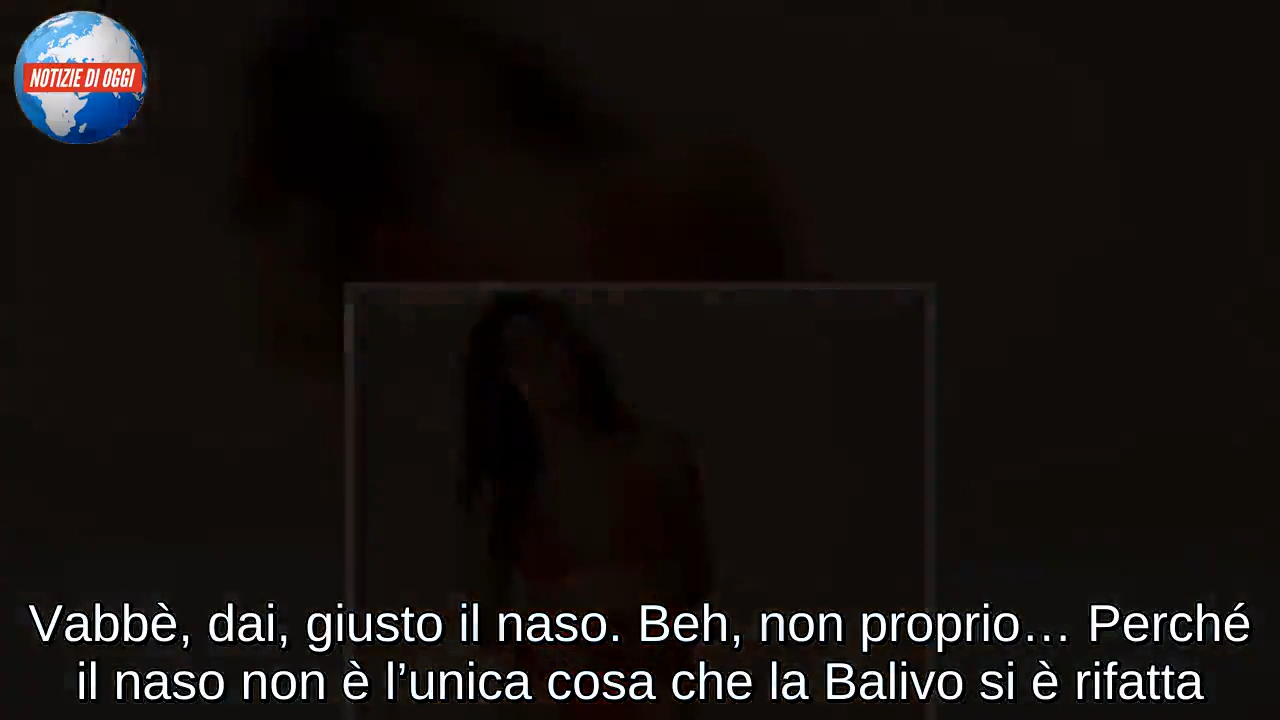 NOTIZIE DI OGGI
Vabbè, dai, giusto il naso. Beh, non proprio… Perché
il naso non è l’unica cosa che la Balivo si è rifatta